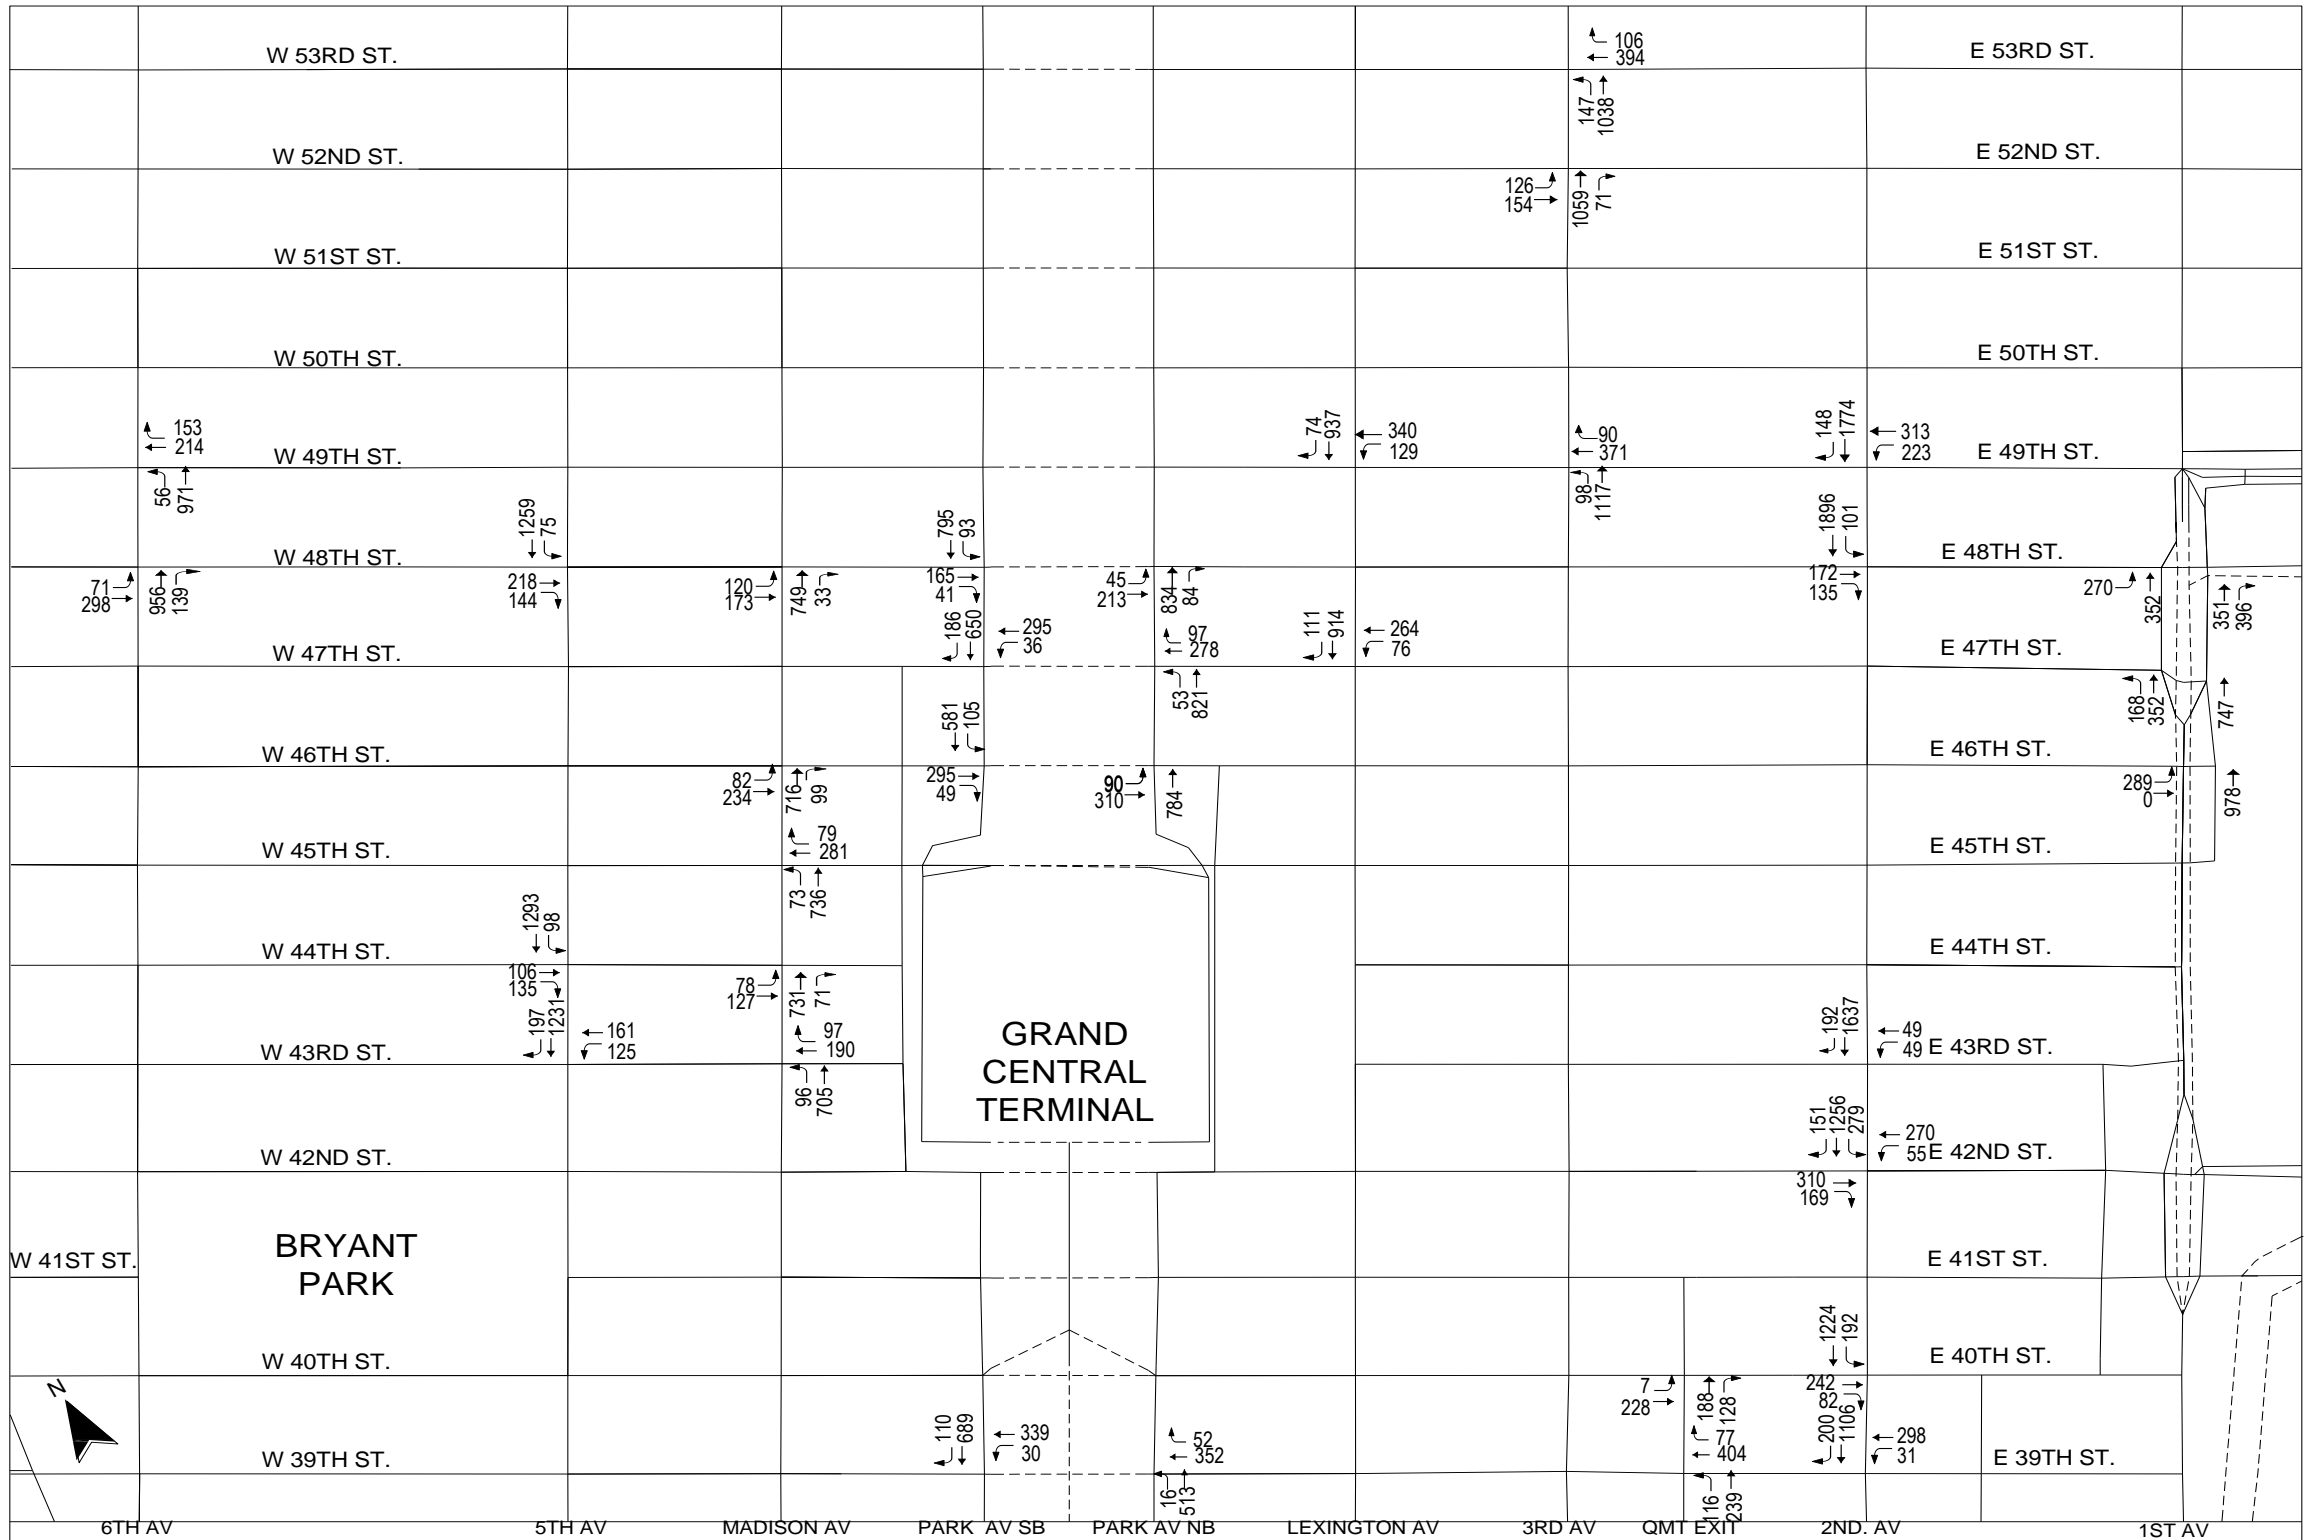 106
W 53RD ST.
394
E 53RD ST.
147
1038
W 52ND ST.
E 52ND ST.
126
154
1059
71
W 51ST ST.
E 51ST ST.
W 50TH ST.
E 50TH ST.
153
214
W 49TH ST.
74
937
340
129
90
371
148
1774
313
223
E 49TH ST.
56
971
98
1117
1259
75
795
93
1896
101
W 48TH ST.
E 48TH ST.
71
298
956
139
218
144
120
173
749
33
165
41
45
213
834
84
172
135
270
352
351
396
W 47TH ST.
186
650
295
36
97
278
111
914
264
76
E 47TH ST.
53
821
168
352
747
581
105
W 46TH ST.
E 46TH ST.
82
234
716
99
295
49
90
310
784
289
0
978
W 45TH ST.
79
281
E 45TH ST.
73
736
1293
98
W 44TH ST.
E 44TH ST.
106
135
78
127
731
71
W 43RD ST.
197
1231
161
125
97
190
GRAND
CENTRAL
TERMINAL
192
1637
49
49
E 43RD ST.
96
705
W 42ND ST.
151
1256
279
270
55
E 42ND ST.
310
169
W 41ST ST.
BRYANT
PARK
E 41ST ST.
1224
192
W 40TH ST.
E 40TH ST.
N
7
228
188
128
242
82
W 39TH ST.
110
689
339
30
52
352
77
404
200
1106
298
31
E 39TH ST.
16
513
116
239
6TH AV
5TH AV
MADISON AV
PARK AV SB
PARK AV NB
LEXINGTON AV
3RD AV
QMT EXIT
2ND. AV
1ST AV